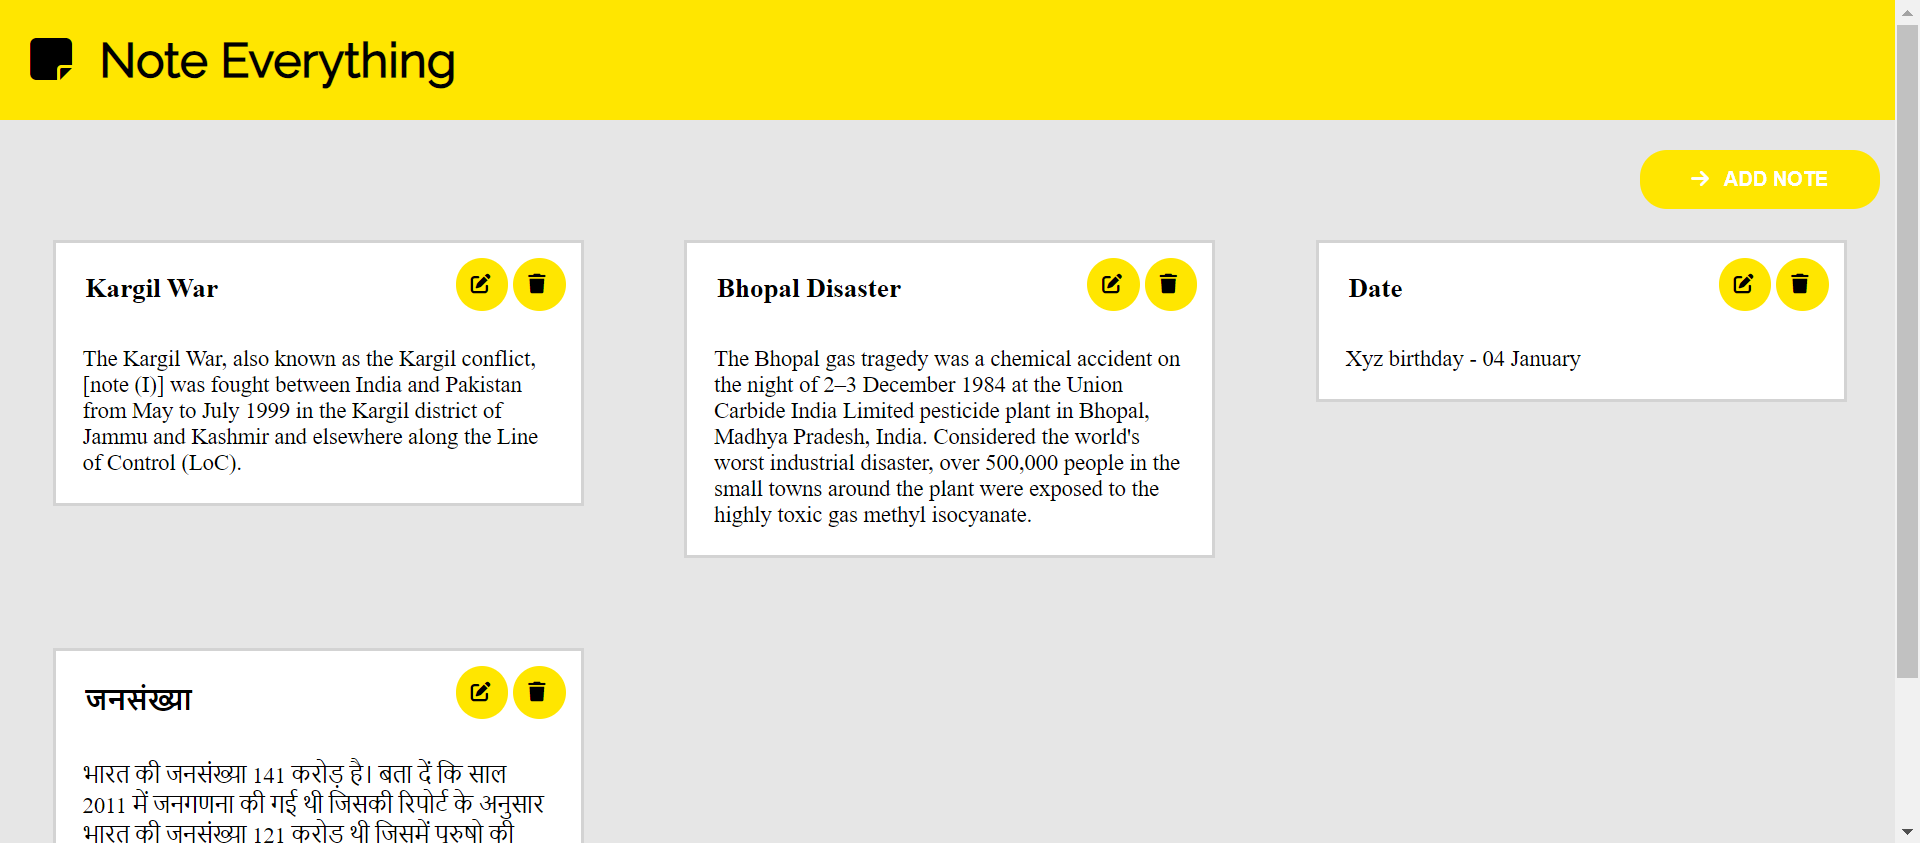 Note Everything
ADD NOTE
Kargil War
The Kargil War, also known as the Kargil conflict,
[note (I)] was fought between India and Pakistan
from May to July 1999 in the Kargil district of
Jammu and Kashmir and elsewhere along the Line
of Control (LoC).
Bhopal Disaster
The Bhopal gas tragedy was a chemical accident on
the night of 2–3 December 1984 at the Union
Carbide India Limited pesticide plant in Bhopal,
Madhya Pradesh, India. Considered the world's
worst industrial disaster, over 500,000 people in the
small towns around the plant were exposed to the
highly toxic gas methyl isocyanate.
Date
Xyz birthday - 04 January
जनसंख्या
भारत की जनसंख्या 141 करोड़ है। बता दें कि साल
2011 में जनगणना की गई थी जिसकी रिपोर्ट के अनुसार
भारत की जनसंख्या 121 करोड़ थी जिसमें पुरुषो की